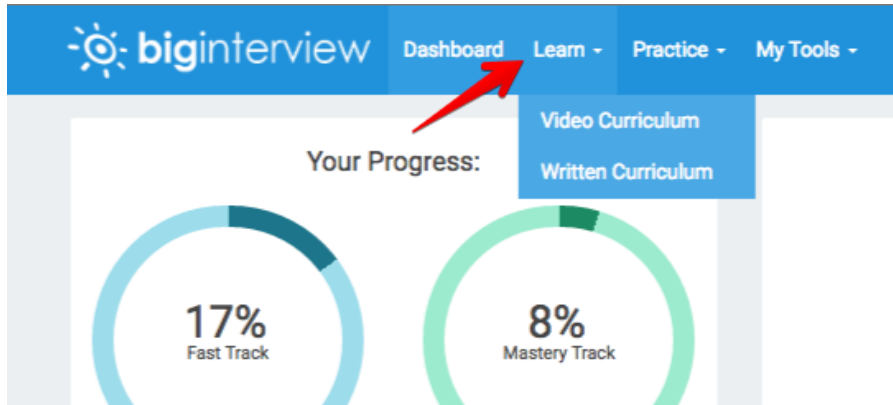 biginterview Dashboard Learn Practice My Tools
Video Curriculum
Written Curriculum
Your Progress:
17%
Fast Track
8%
Mastery Track